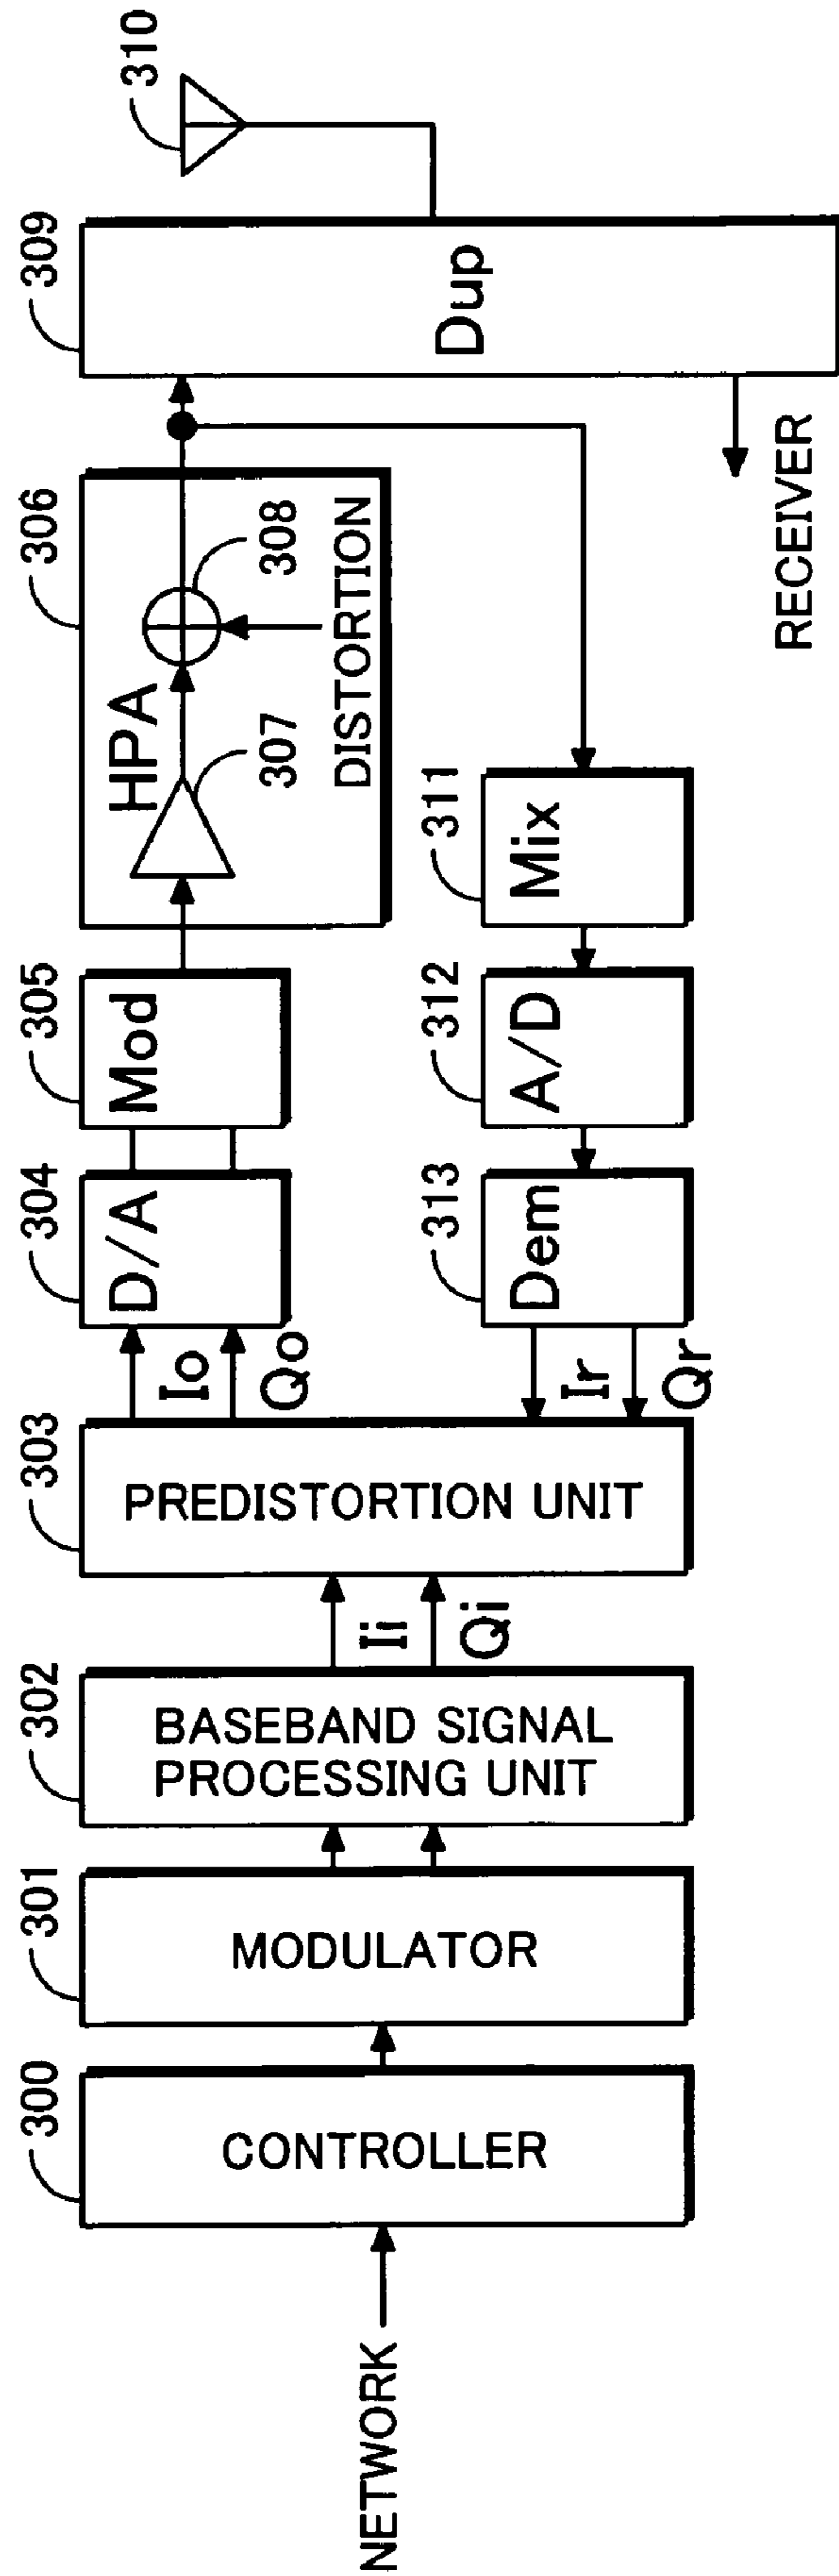 NETWORK
300
CONTROLLER
301
MODULATOR
302
BASEBAND SIGNAL
PROCESSING UNIT
Ii
Qi
303
PREDISTORTION UNIT
Io
Qo
304
D/A
305
Mod
306
HPA
307
308
DISTORTION
309
Dup
310
RECEIVER
311
Mix
312
A/D
313
Dem
Ir
Qr